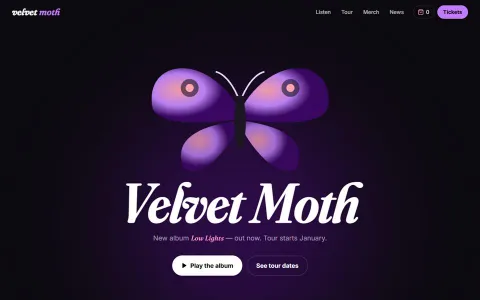 velvet moth
Listen Tour Merch News 0 Tickets
Velvet Moth
New album Low Lights — out now. Tour starts January.
Play the album See tour dates